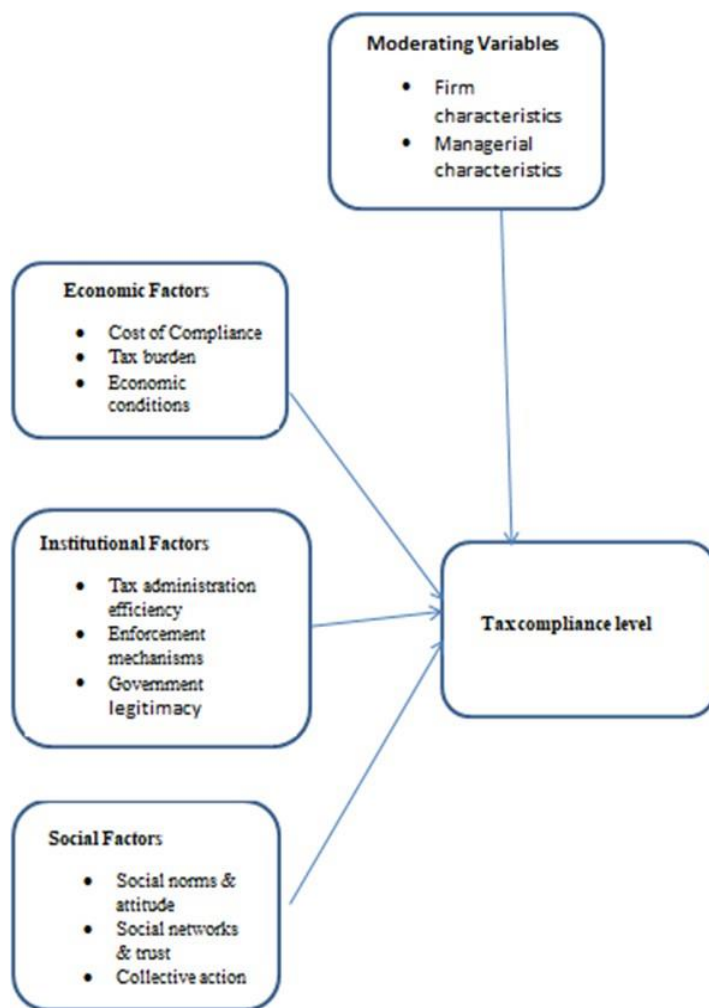 Moderating Variables
• Firm
characteristics
• Managerial
characteristics
Economic Factors
• Cost of Compliance
• Tax burden
• Economic
conditions
Institutional Factors
• Tax administration
efficiency
• Enforcement
mechanisms
• Government
legitimacy
Tax compliance level
Social Factors
• Social norms &
attitude
• Social networks
& trust
• Collective action